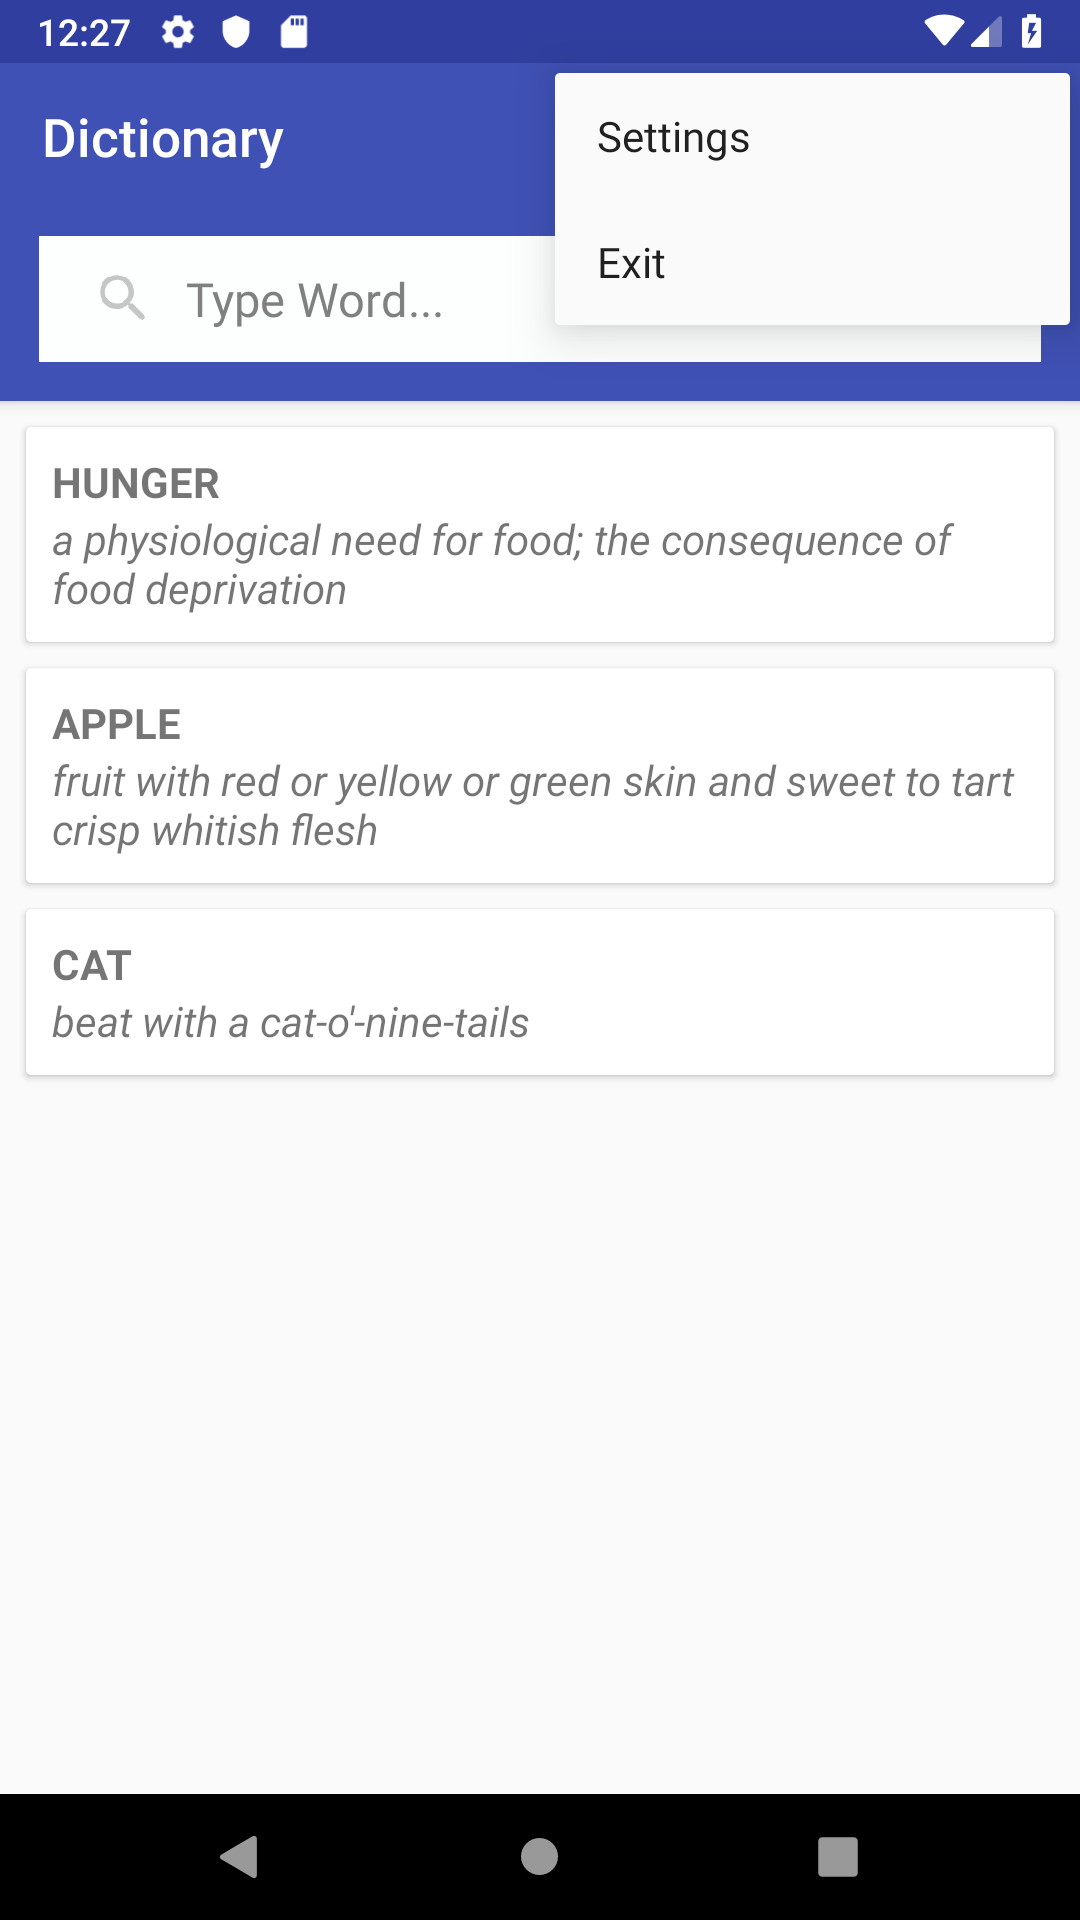 12:27
Dictionary
Settings
Exit
Type Word...
HUNGER
a physiological need for food; the consequence of
food deprivation
APPLE
fruit with red or yellow or green skin and sweet to tart
crisp whitish flesh
CAT
beat with a cat-o'-nine-tails